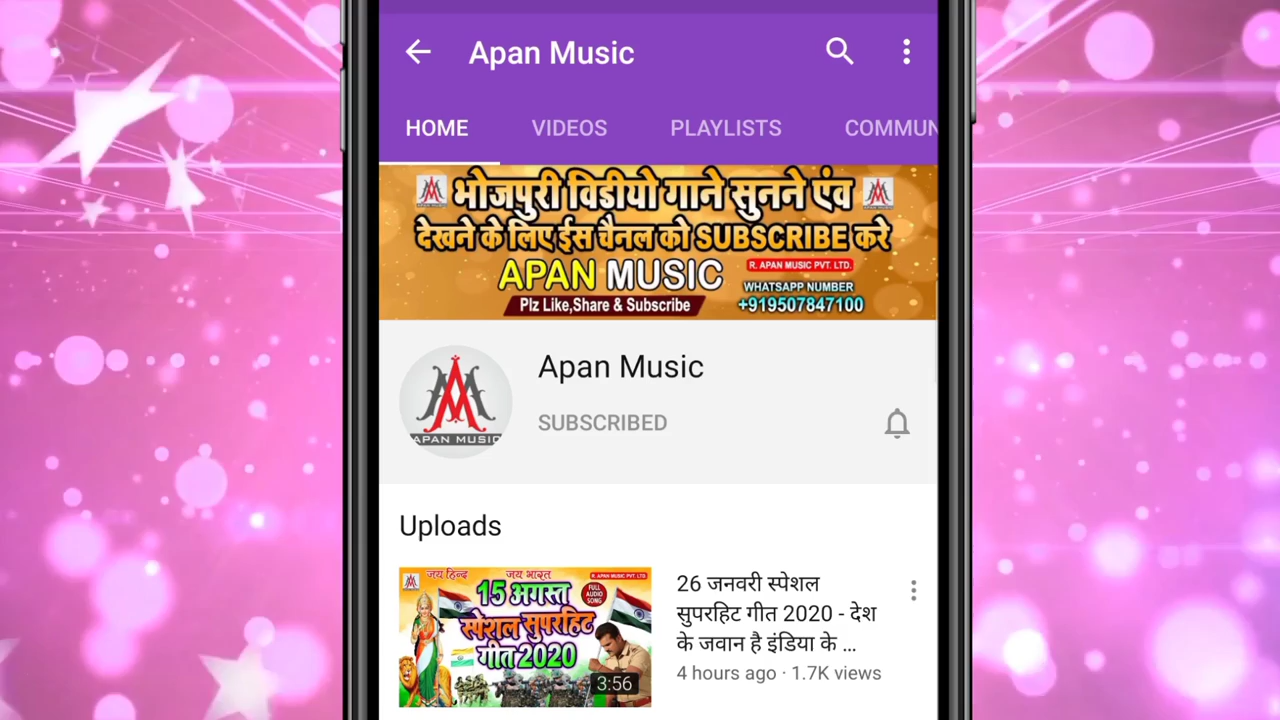 Apan Music
HOME VIDEOS PLAYLISTS COMMUN
भोजपुरी विडीयो गाने सुनने एंव
देखने के लिए ईस चैनल को SUBSCRIBE करे
APAN MUSIC
R. APAN MUSIC PVT. LTD.
Plz Like,Share & Subscribe
WHATSAPP NUMBER
+919507847100
Apan Music
APAN MUSIC
SUBSCRIBED
Uploads
जय हिन्द जय भारत
R. APAN MUSIC PVT. LTD.
15 अगस्त
FULL
AUDIO
SONG
स्पेशल सुपरहिट
गीत 2020
3:56
26 जनवरी स्पेशल
सुपरहिट गीत 2020 - देश
के जवान है इंडिया के ...
4 hours ago · 1.7K views